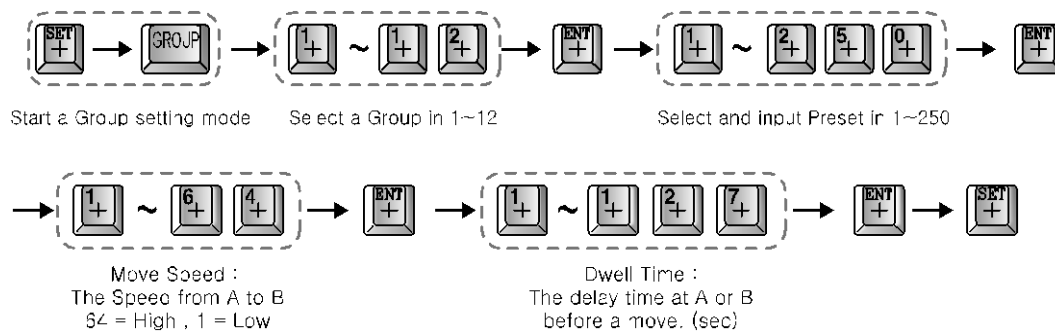 SET + → GROUP → 1+ ~ 1+ 2+ → ENT + → 1+ ~ 2+ 5+ 0+ → ENT +
Start a Group setting mode Select a Group in 1~12 Select and input Preset in 1~250
→ 1+ ~ 6+ 4+ → ENT + → 1+ ~ 1+ 2+ 7+ → ENT + → SET +
Move Speed :
The Speed from A to B
64 = High , 1 = Low
Dwell Time :
The delay time at A or B
before a move. (sec)